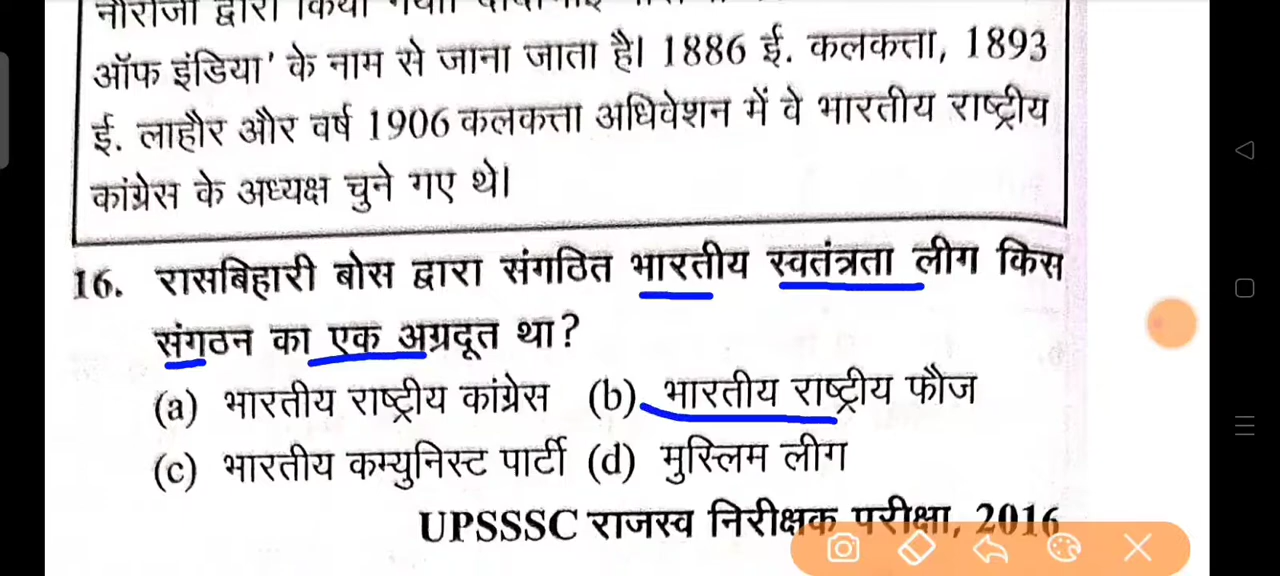 नौरोजी द्वारा किया गया।
ऑफ इंडिया' के नाम से जाना जाता है। 1886 ई. कलकत्ता, 1893
ई. लाहौर और वर्ष 1906 कलकत्ता अधिवेशन में वे भारतीय राष्ट्रीय
कांग्रेस के अध्यक्ष चुने गए थे।
16. रासबिहारी बोस द्वारा संगठित भारतीय स्वतंत्रता लीग किस
संगठन का एक अग्रदूत था?
(a) भारतीय राष्ट्रीय कांग्रेस (b) भारतीय राष्ट्रीय फौज
(c) भारतीय कम्युनिस्ट पार्टी (d) मुस्लिम लीग
UPSSSC राजस्व निरीक्षक परीक्षा, 2016